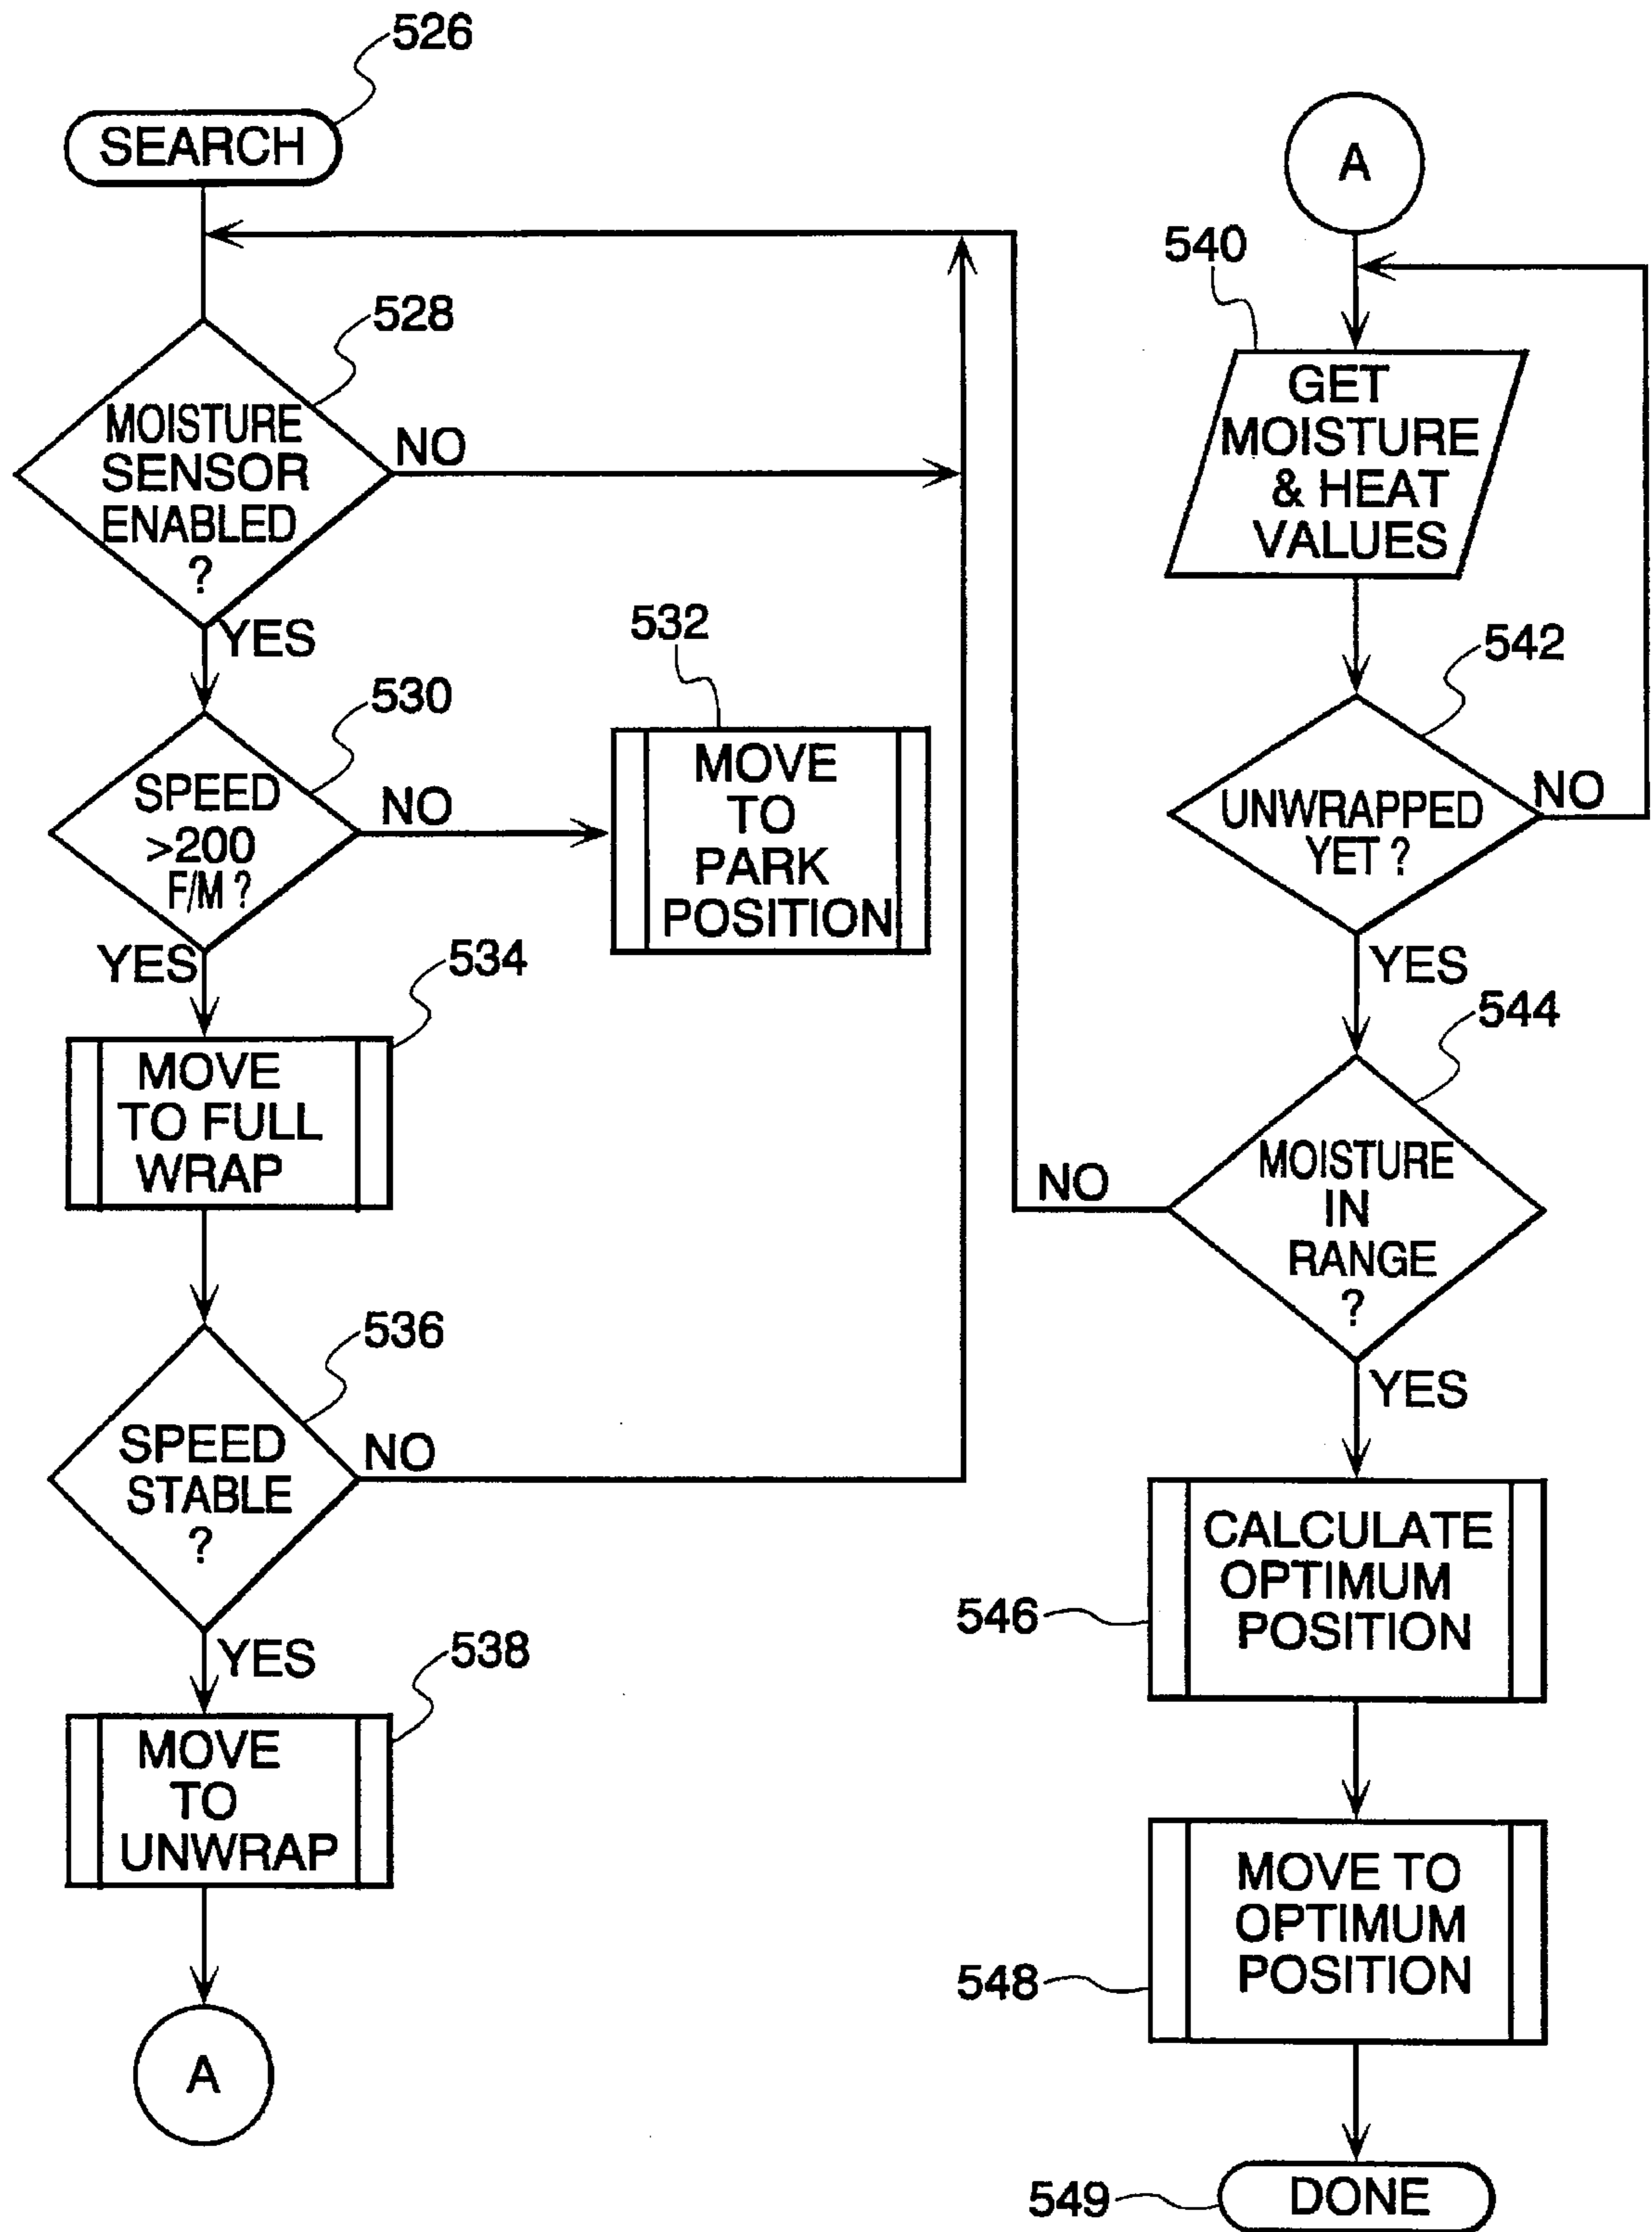 526
SEARCH
528
MOISTURE
SENSOR
ENABLED
?
NO
YES
530
SPEED
>200
F/M ?
NO
532
MOVE
TO
PARK
POSITION
YES
534
MOVE
TO FULL
WRAP
536
SPEED
STABLE
?
NO
YES
538
MOVE
TO
UNWRAP
A
A
540
GET
MOISTURE
& HEAT
VALUES
542
UNWRAPPED
YET ?
NO
YES
544
MOISTURE
IN
RANGE
?
NO
YES
546
CALCULATE
OPTIMUM
POSITION
548
MOVE TO
OPTIMUM
POSITION
549
DONE